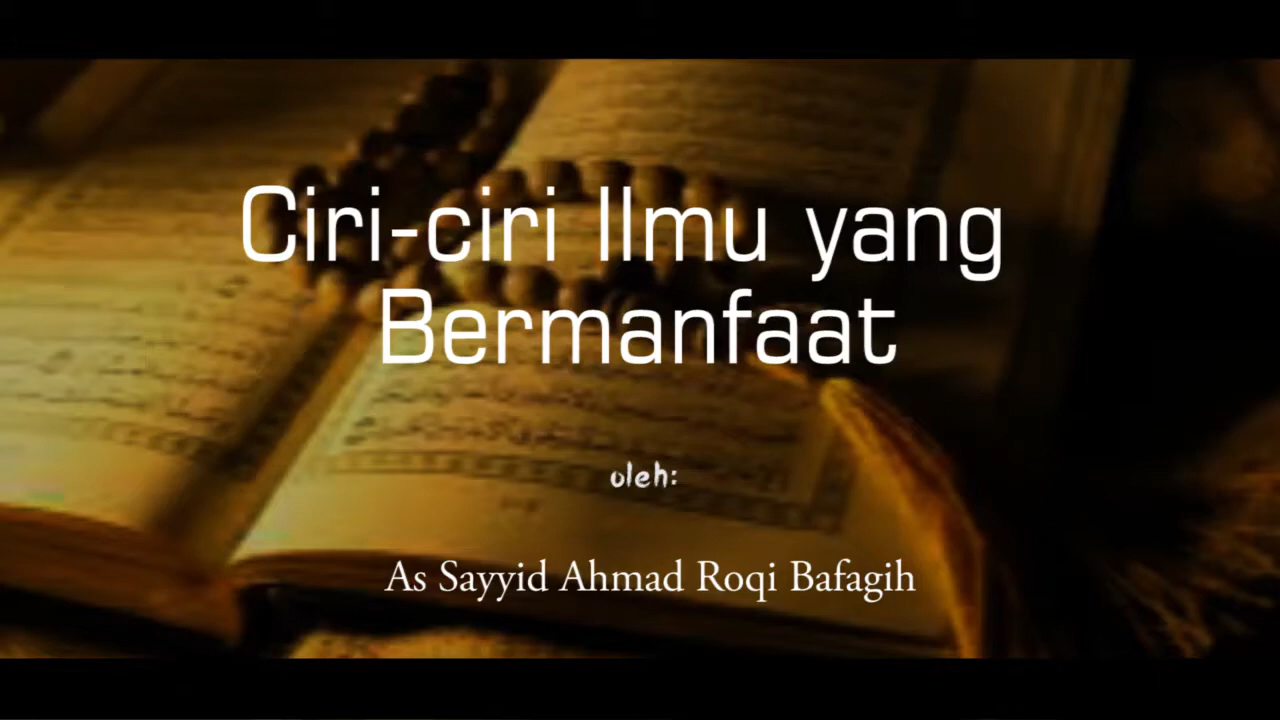 Ciri-ciri Ilmu yang
Bermanfaat
oleh:
As Sayyid Ahmad Roqi Bafagih